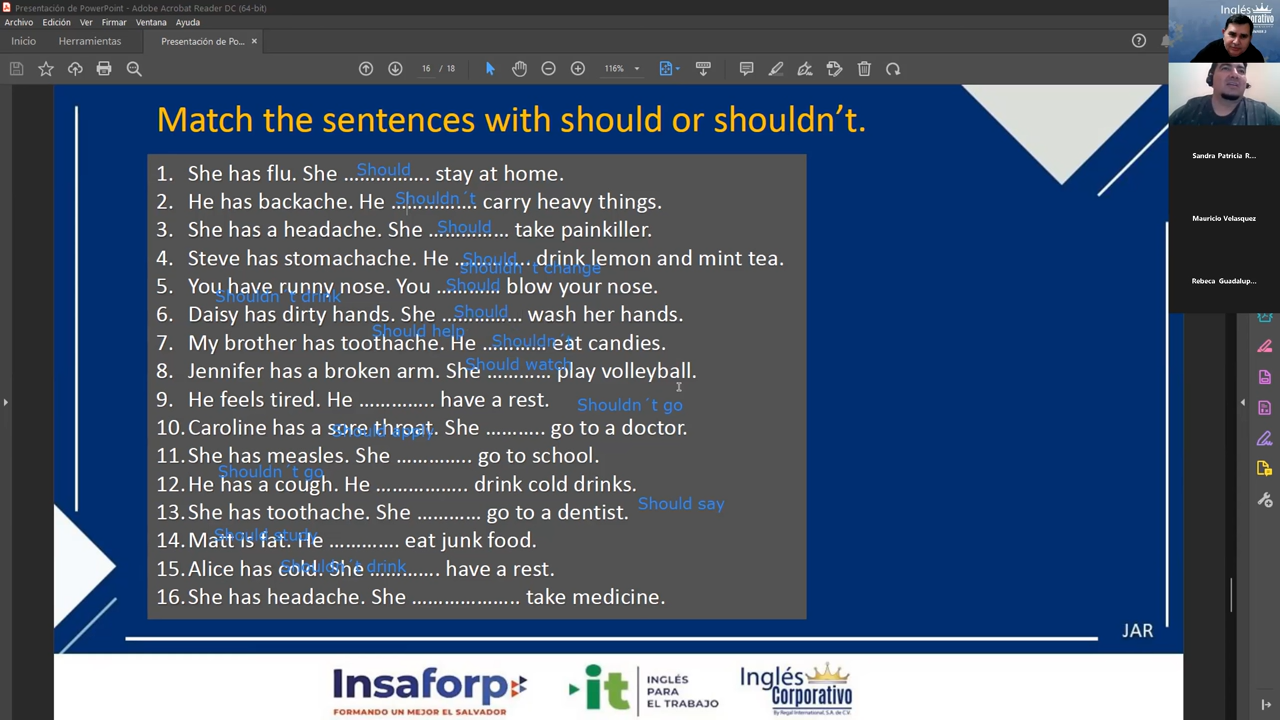 Presentación de PowerPoint - Adobe Acrobat Reader DC (64-bit)
Archivo Edición Ver Firmar Ventana Ayuda
Inicio Herramientas Presentación de Po... ×
16 / 18 116%
Match the sentences with should or shouldn't.
1. She has flu. She ................ stay at home.
Should
2. He has backache. He ................ carry heavy things.
Shouldn´t
3. She has a headache. She ............... take painkiller.
Should
4. Steve has stomachache. He .............. drink lemon and mint tea.
Should
shouldn´t change
5. You have runny nose. You ........... blow your nose.
Should
Shouldn´t drink
6. Daisy has dirty hands. She .............. wash her hands.
Should
Should help
7. My brother has toothache. He ............ eat candies.
Shouldn´t
Should watch
8. Jennifer has a broken arm. She ............ play volleyball.
9. He feels tired. He .............. have a rest.
Shouldn´t go
10. Caroline has a sore throat. She ........... go to a doctor.
Should apply
11. She has measles. She .............. go to school.
Shouldn´t go
12. He has a cough. He ................. drink cold drinks.
Should say
13. She has toothache. She ............ go to a dentist.
Should study
14. Matt is fat. He ............. eat junk food.
Shouldn´t drink
15. Alice has cold. She ............. have a rest.
16. She has headache. She .................... take medicine.
JAR
Insaforp
FORMANDO UN MEJOR EL SALVADOR
it INGLÉS PARA EL TRABAJO
Inglés Corporativo
By Regal International, S.A. de C.V.
Inglés
Corporativo
Sandra Patricia R...
Mauricio Velasquez
Rebeca Guadalup...